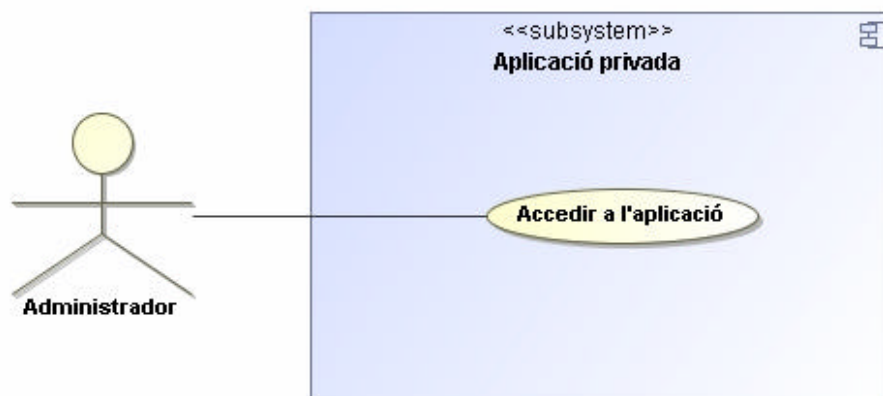 <<subsystem>>
Aplicació privada
Accedir a l'aplicació
Administrador